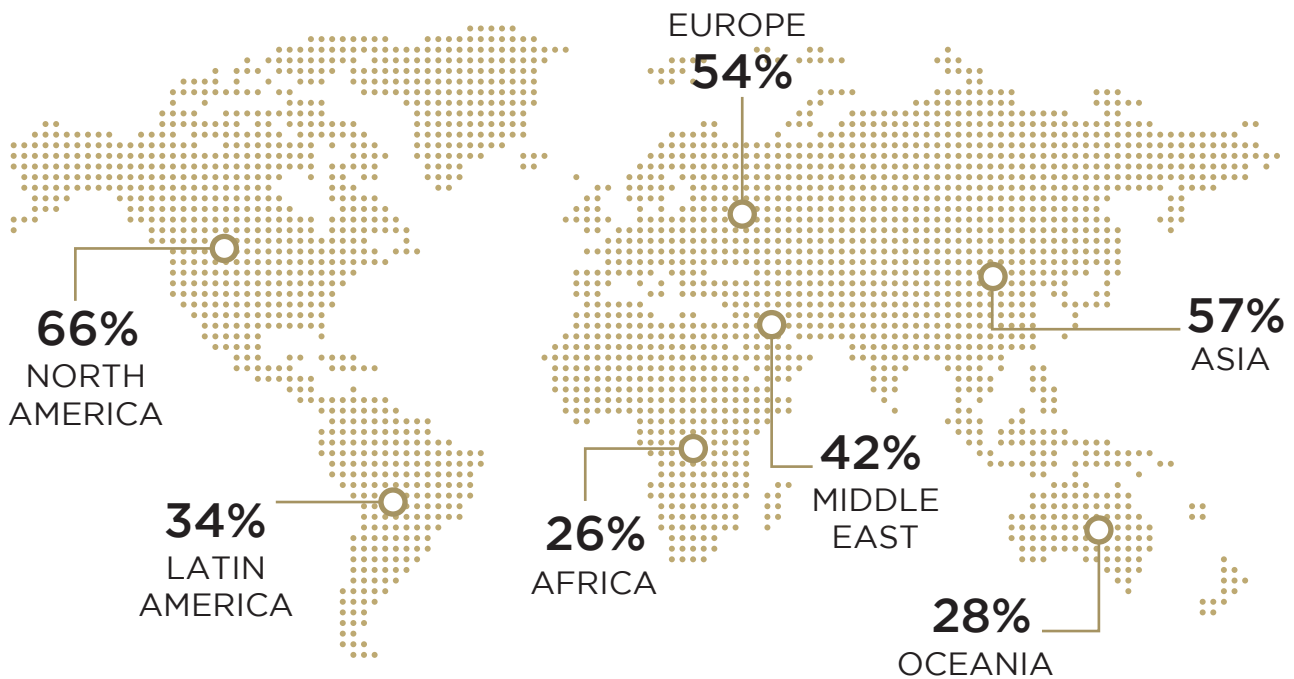 EUROPE
54%
66%
NORTH
AMERICA
57%
ASIA
42%
MIDDLE
EAST
34%
LATIN
AMERICA
26%
AFRICA
28%
OCEANIA